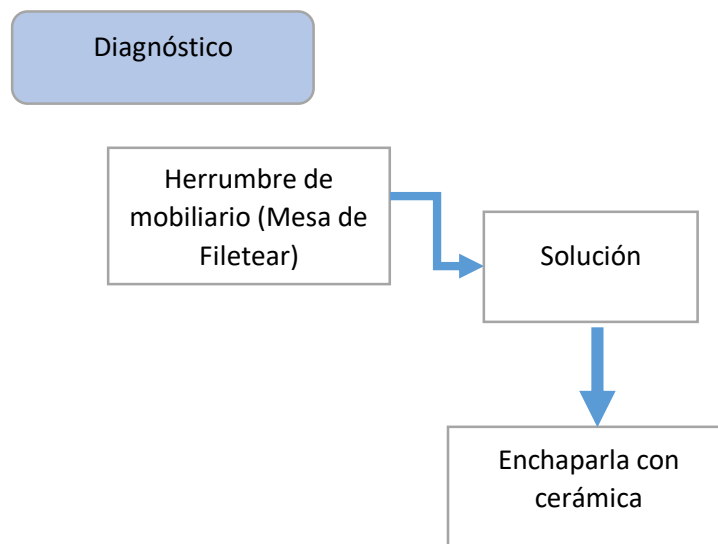 Diagnóstico
Herrumbre de
mobiliario (Mesa de
Filetear)
Solución
Enchaparla con
cerámica